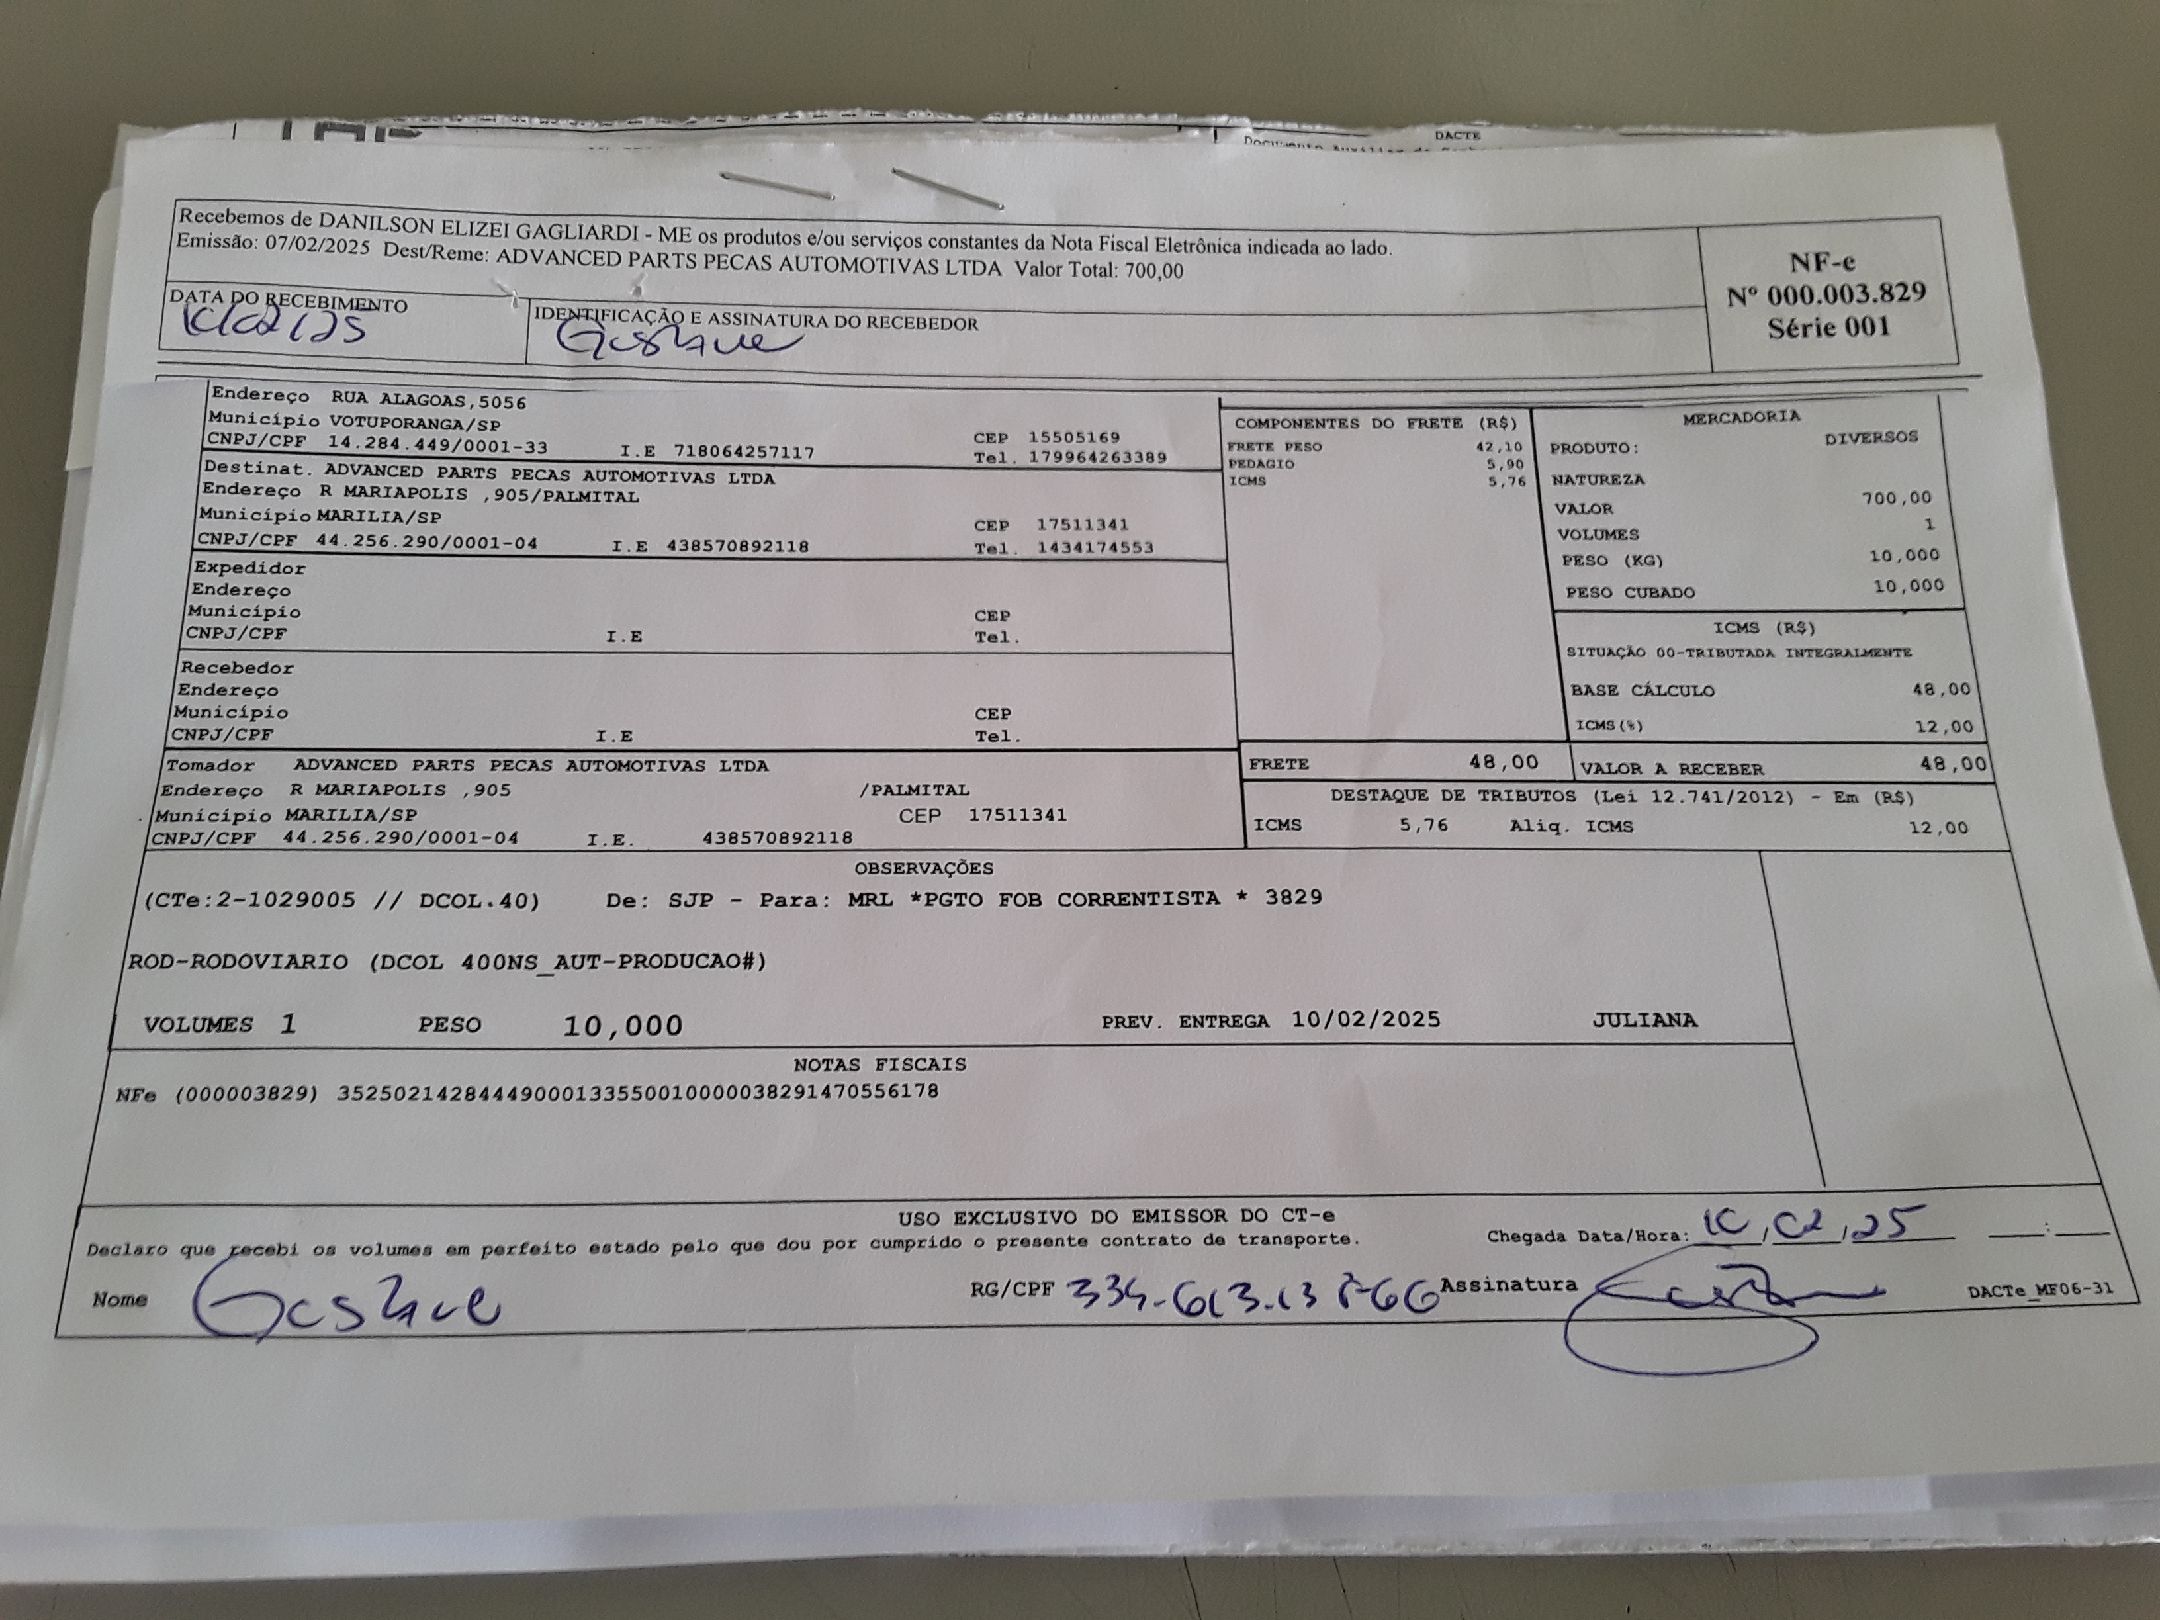 DACTE
Recebemos de DANILSON ELIZEI GAGLIARDI - ME os produtos e/ou serviços constantes da Nota Fiscal Eletrônica indicada ao lado.
Emissão: 07/02/2025 Dest/Reme: ADVANCED PARTS PECAS AUTOMOTIVAS LTDA Valor Total: 700,00
NF-e
Nº 000.003.829
Série 001
DATA DO RECEBIMENTO
10/02/25
IDENTIFICAÇÃO E ASSINATURA DO RECEBEDOR
Gustavo
Endereço RUA ALAGOAS,5056
Município VOTUPORANGA/SP CEP 15505169
CNPJ/CPF 14.284.449/0001-33 I.E 718064257117 Tel. 179964263389
Destinat. ADVANCED PARTS PECAS AUTOMOTIVAS LTDA
Endereço R MARIAPOLIS ,905/PALMITAL
Município MARILIA/SP CEP 17511341
CNPJ/CPF 44.256.290/0001-04 I.E 438570892118 Tel. 1434174553
Expedidor
Endereço
Município CEP
CNPJ/CPF I.E Tel.
Recebedor
Endereço
Município CEP
CNPJ/CPF I.E Tel.
Tomador ADVANCED PARTS PECAS AUTOMOTIVAS LTDA
Endereço R MARIAPOLIS ,905 /PALMITAL
Município MARILIA/SP CEP 17511341
CNPJ/CPF 44.256.290/0001-04 I.E. 438570892118
COMPONENTES DO FRETE (R$)
FRETE PESO 42,10
PEDAGIO 5,90
ICMS 5,76
MERCADORIA
PRODUTO: DIVERSOS
NATUREZA
VALOR 700,00
VOLUMES 1
PESO (KG) 10,000
PESO CUBADO 10,000
ICMS (R$)
SITUAÇÃO 00-TRIBUTADA INTEGRALMENTE
BASE CÁLCULO 48,00
ICMS(%) 12,00
FRETE 48,00 VALOR A RECEBER 48,00
DESTAQUE DE TRIBUTOS (Lei 12.741/2012) - Em (R$)
ICMS 5,76 Aliq. ICMS 12,00
OBSERVAÇÕES
(CTe:2-1029005 // DCOL.40) De: SJP - Para: MRL *PGTO FOB CORRENTISTA * 3829
ROD-RODOVIARIO (DCOL 400NS_AUT-PRODUCAO#)
VOLUMES 1 PESO 10,000 PREV. ENTREGA 10/02/2025 JULIANA
NOTAS FISCAIS
NFe (000003829) 35250214284449000133550010000038291470556178
USO EXCLUSIVO DO EMISSOR DO CT-e
Declaro que recebi os volumes em perfeito estado pelo que dou por cumprido o presente contrato de transporte.
Chegada Data/Hora: 10/02/25 ___:___
Nome Gustavo RG/CPF Assinatura DACTe_MF06-31